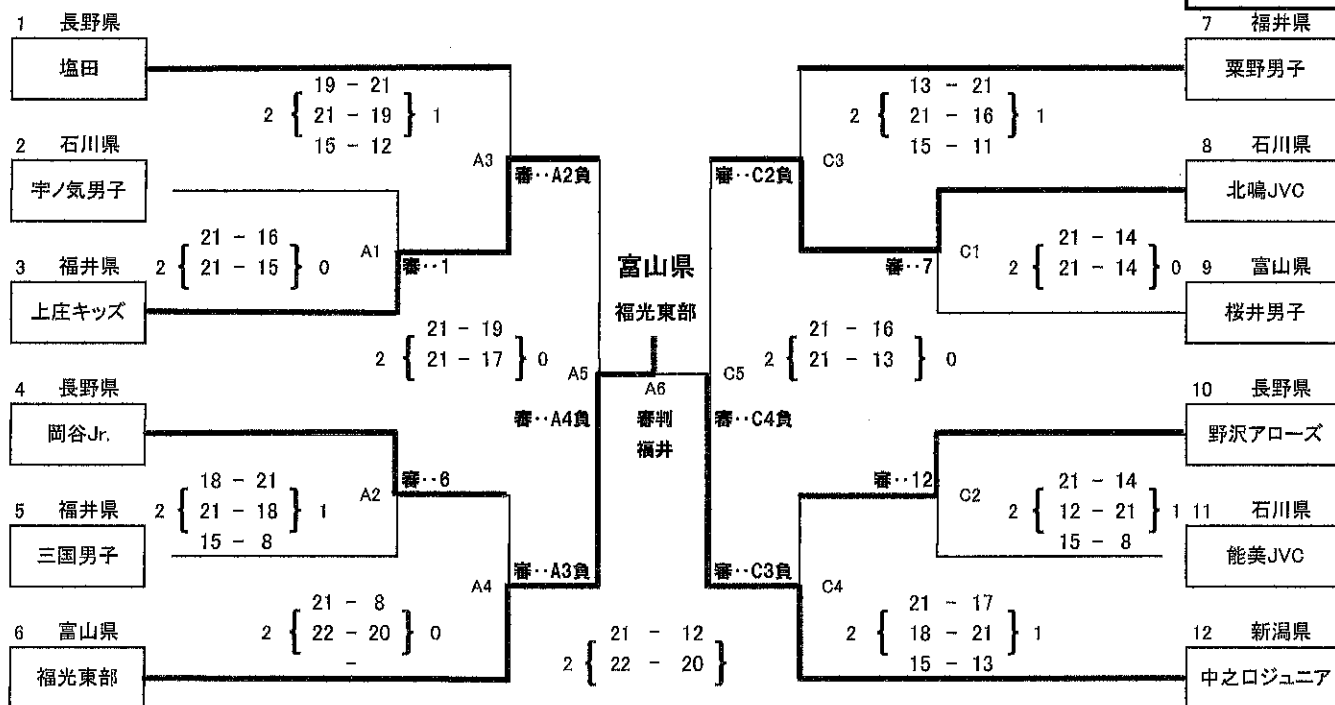 1 長野県
塩田
19 - 21
2 { 21 - 19 } 1
15 - 12
A3
審‥A2負
2 石川県
宇ノ気男子
21 - 16
2 { 21 - 15 } 0
A1
審‥1
3 福井県
上庄キッズ
21 - 19
2 { 21 - 17 } 0
A5
審‥A4負
4 長野県
岡谷Jr.
18 - 21
2 { 21 - 18 } 1
15 - 8
A2
審‥6
5 福井県
三国男子
A4
審‥A3負
21 - 8
2 { 22 - 20 } 0
-
6 富山県
福光東部
富山県
福光東部
A6
審判
福井
21 - 12
2 { 22 - 20 }
7 福井県
粟野男子
13 - 21
2 { 21 - 16 } 1
15 - 11
C3
審‥C2負
8 石川県
北鳴JVC
審‥7
C1
21 - 14
2 { 21 - 14 } 0
9 富山県
桜井男子
21 - 16
2 { 21 - 13 } 0
C5
審‥C4負
10 長野県
野沢アローズ
審‥12
C2
21 - 14
2 { 12 - 21 } 1
15 - 8
11 石川県
能美JVC
審‥C3負
C4
21 - 17
2 { 18 - 21 } 1
15 - 13
12 新潟県
中之口ジュニア